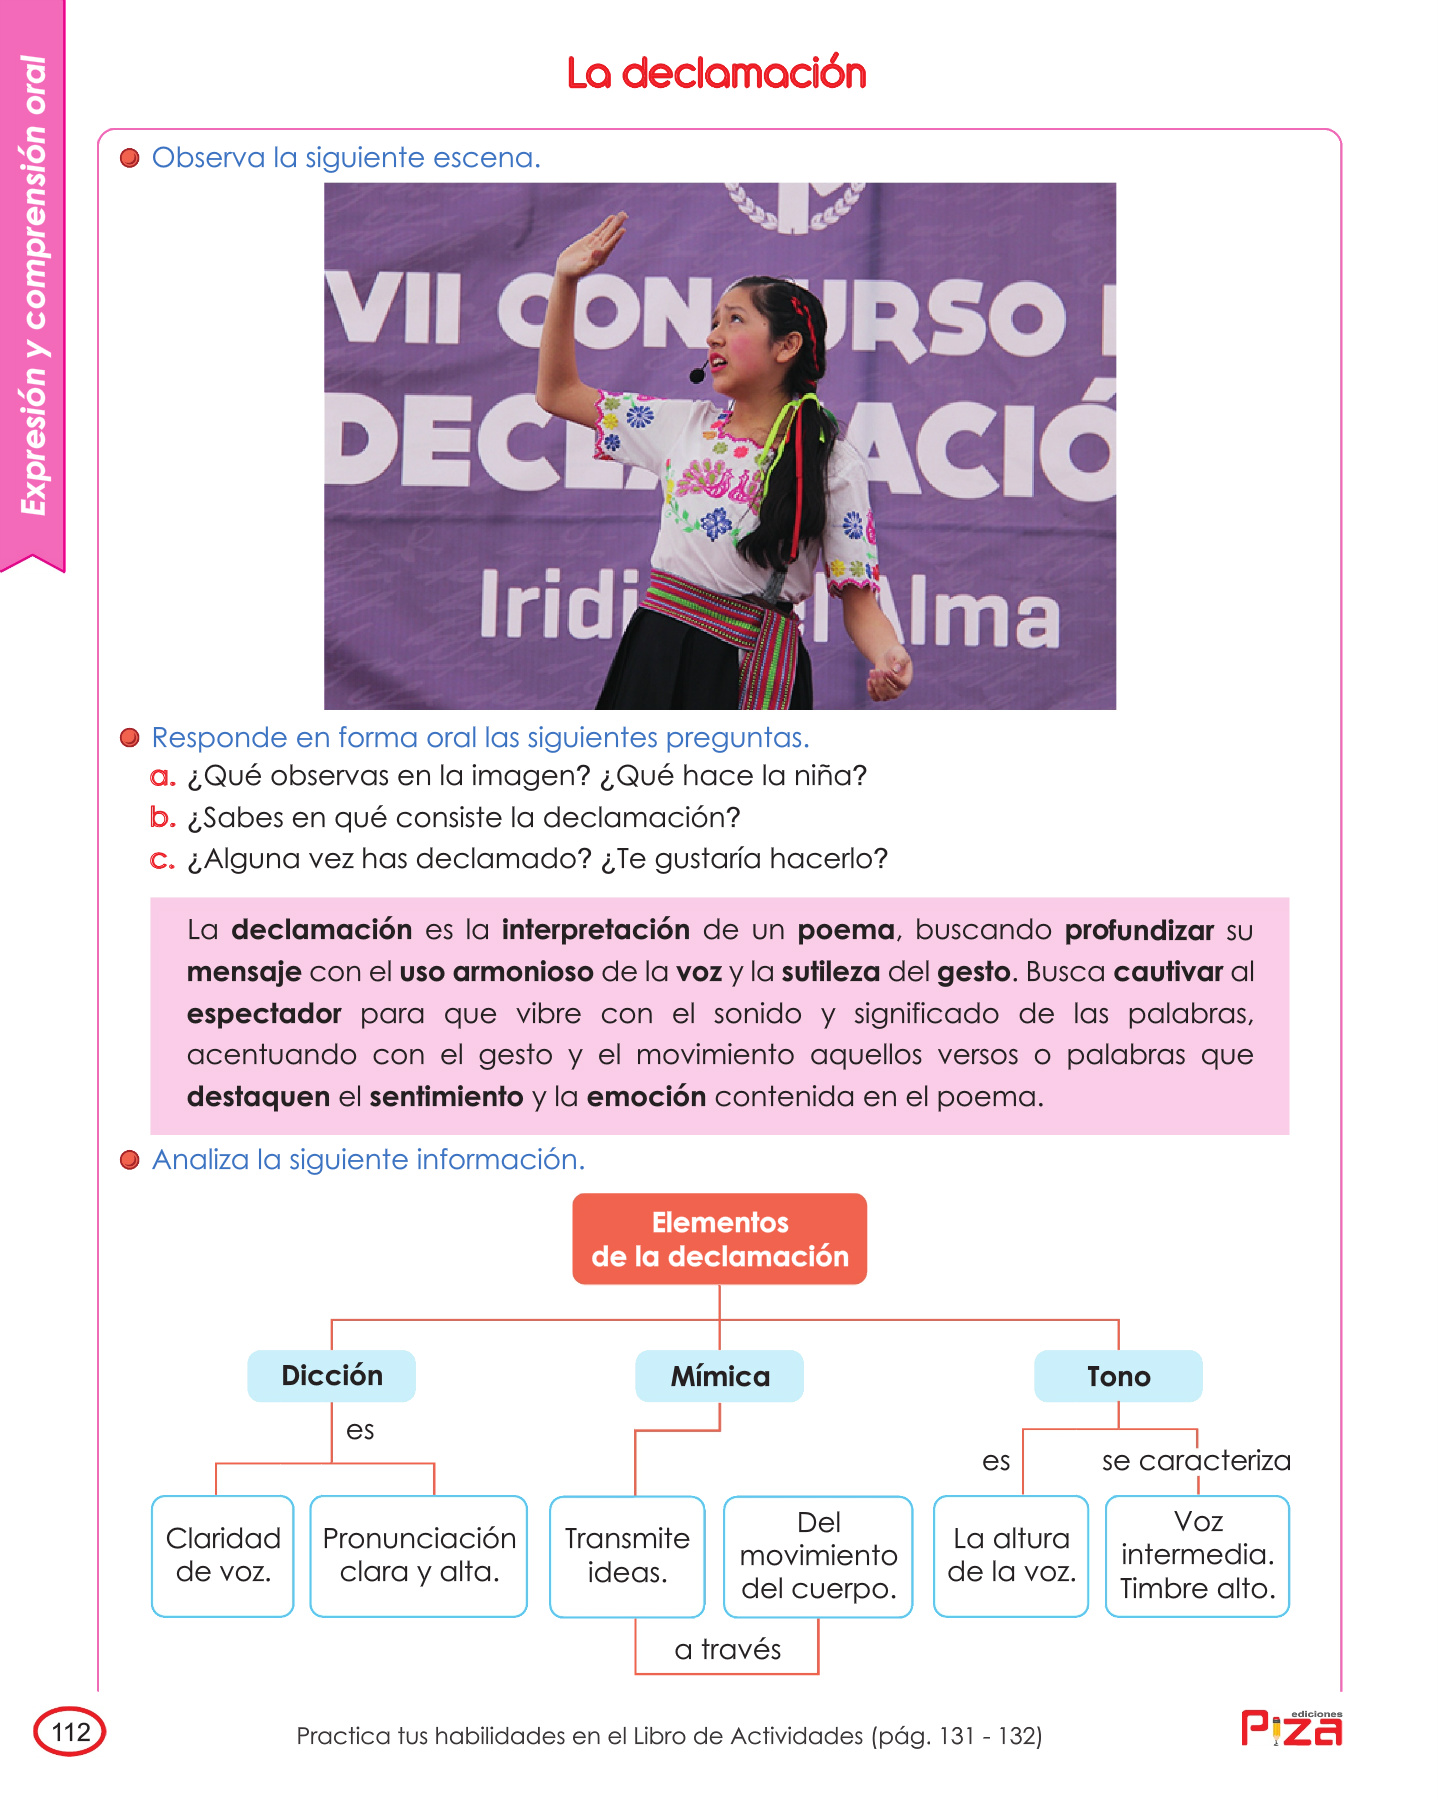 Expresión y comprensión oral
La declamación
Observa la siguiente escena.
VII CONCURSO
DECLAMACIÓ
Iridi el Alma
Responde en forma oral las siguientes preguntas.
a. ¿Qué observas en la imagen? ¿Qué hace la niña?
b. ¿Sabes en qué consiste la declamación?
c. ¿Alguna vez has declamado? ¿Te gustaría hacerlo?
La declamación es la interpretación de un poema, buscando profundizar su
mensaje con el uso armonioso de la voz y la sutileza del gesto. Busca cautivar al
espectador para que vibre con el sonido y significado de las palabras,
acentuando con el gesto y el movimiento aquellos versos o palabras que
destaquen el sentimiento y la emoción contenida en el poema.
Analiza la siguiente información.
Elementos
de la declamación
Dicción
Mímica
Tono
es
es
se caracteriza
Claridad
de voz.
Pronunciación
clara y alta.
Transmite
ideas.
Del
movimiento
del cuerpo.
La altura
de la voz.
Voz
intermedia.
Timbre alto.
a través
112
Practica tus habilidades en el Libro de Actividades (pág. 131 - 132)
ediciones
Piza